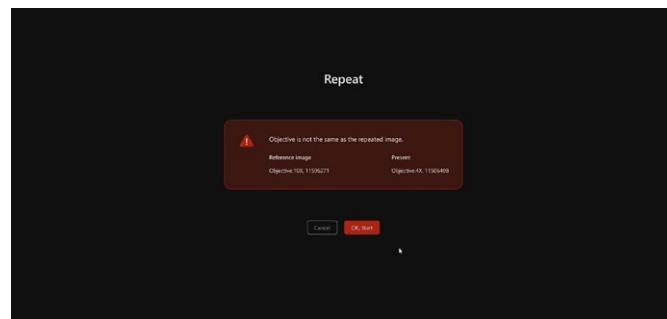 Repeat
Objective is not the same as the repeated image.
Reference image
Present
Objective:10X, 11506271
Objective:4X, 11506498
Cancel
OK, Start